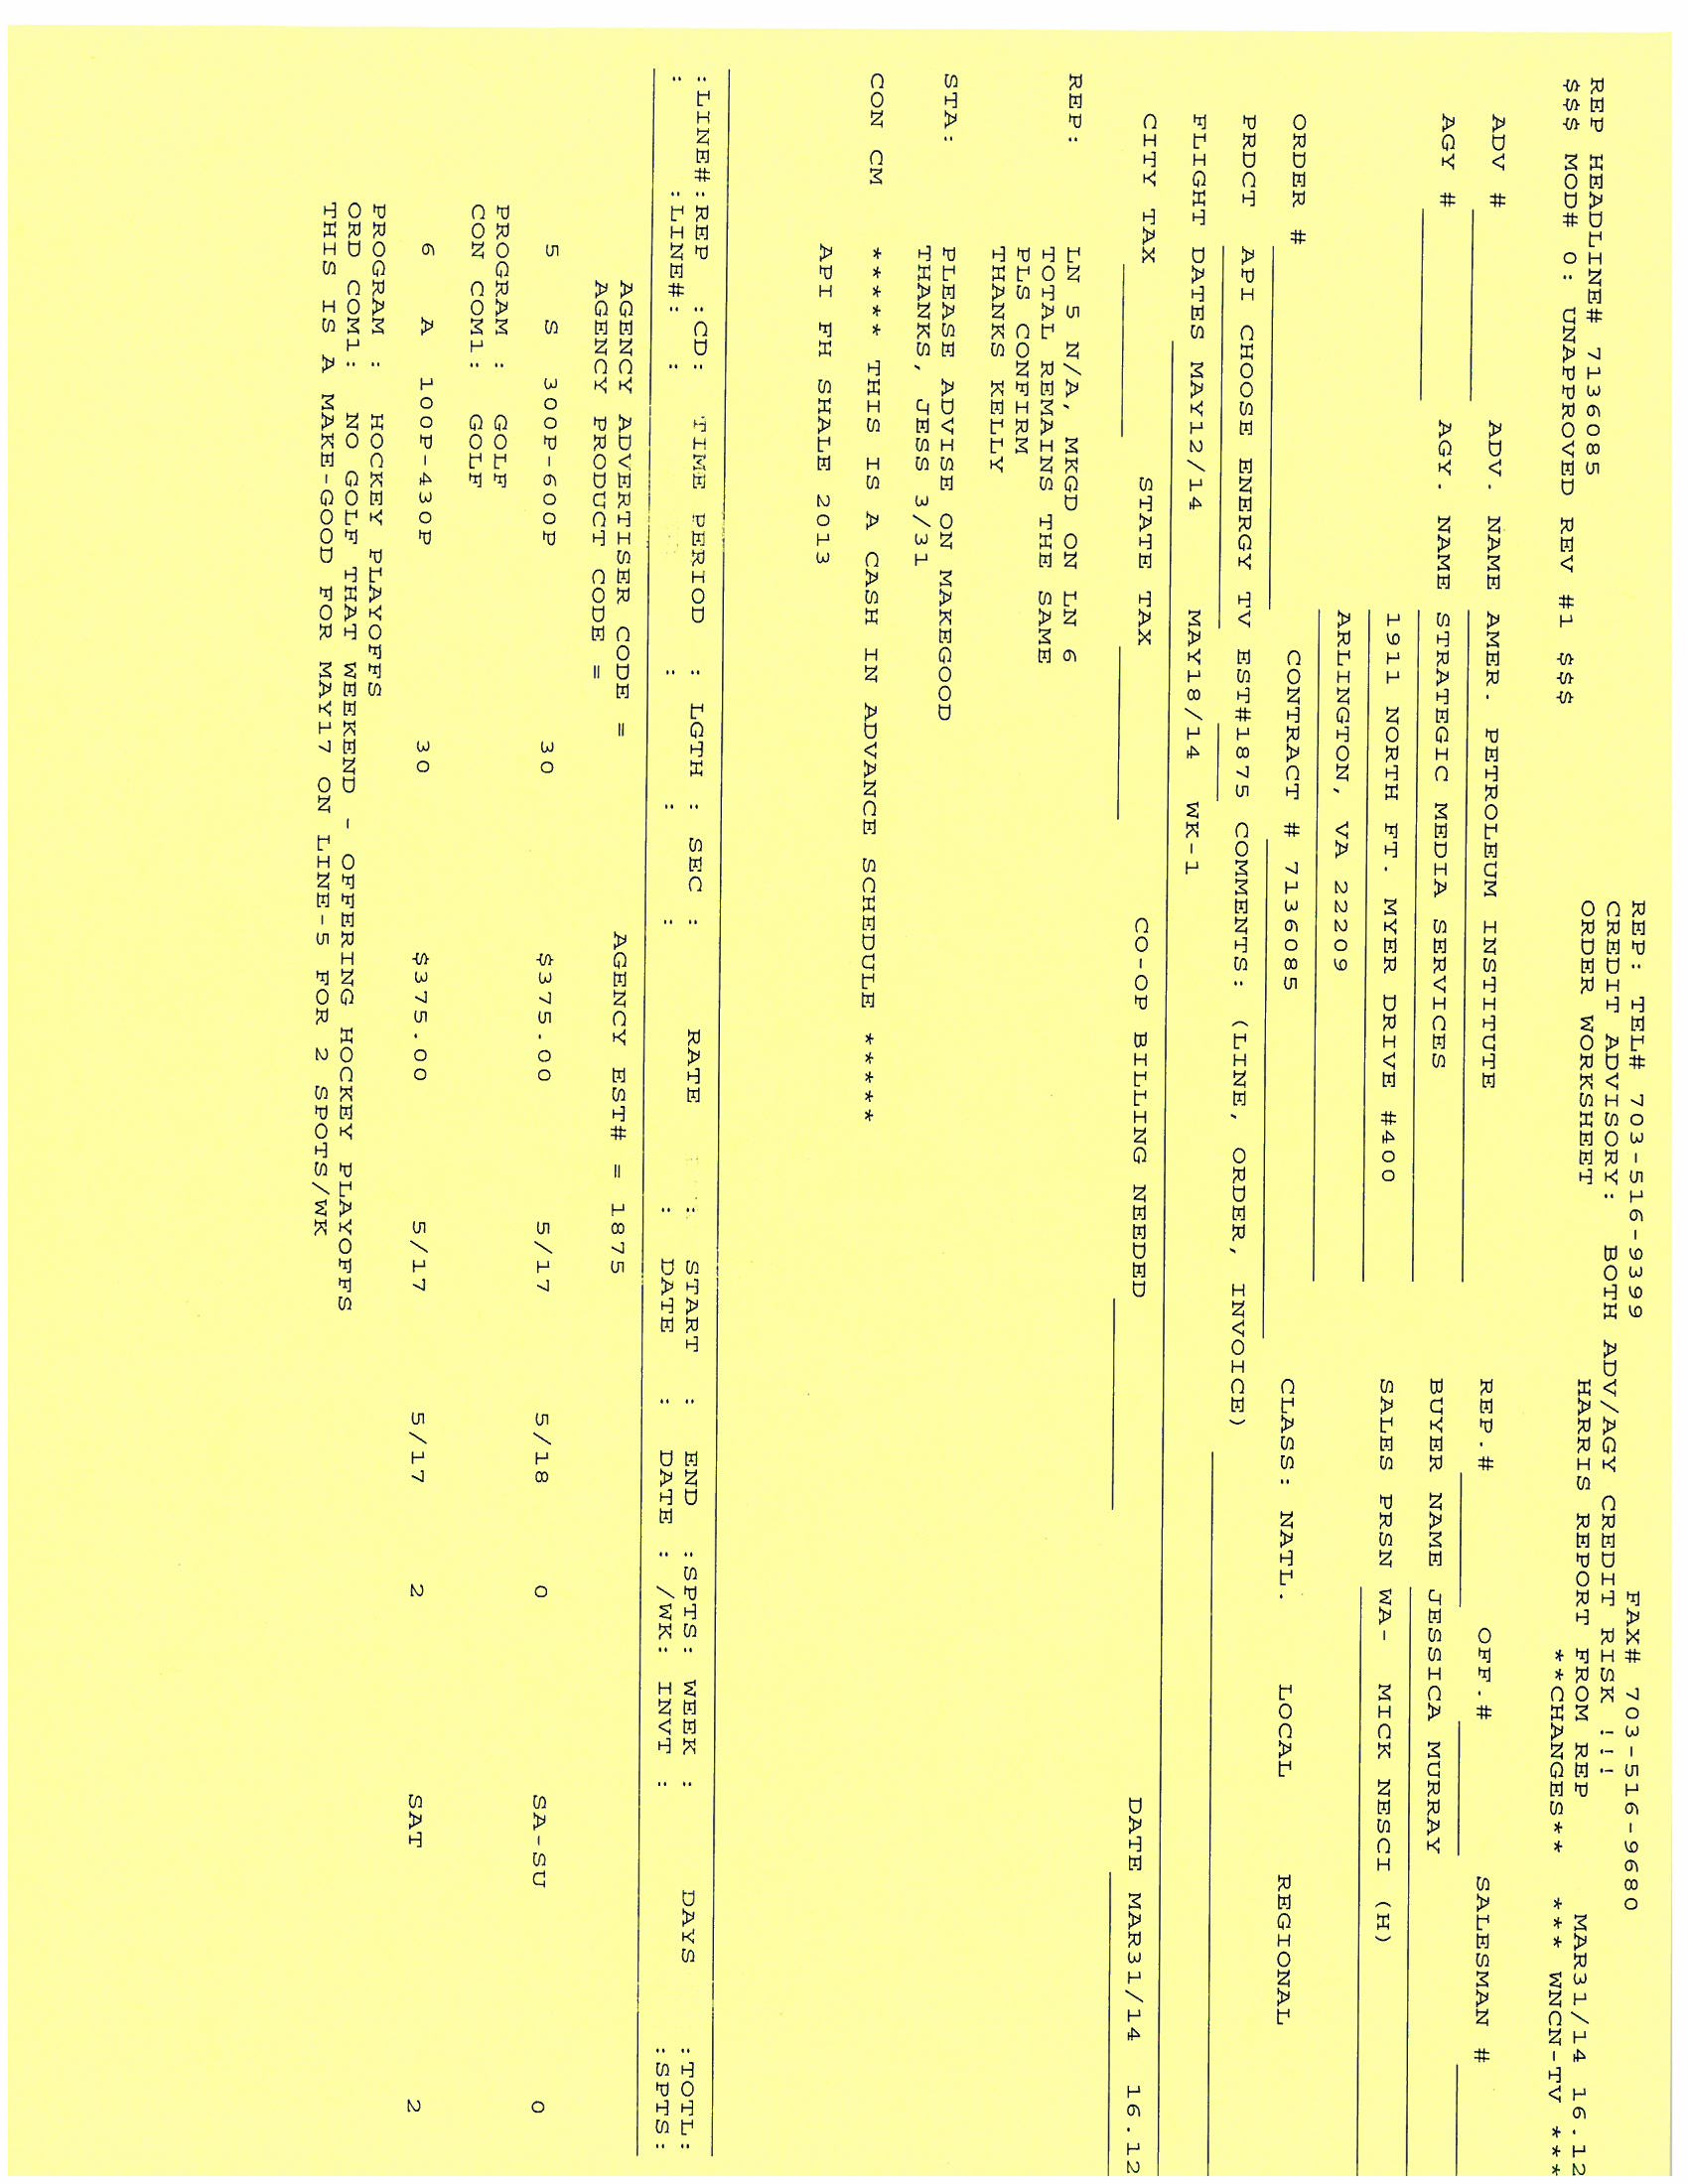 REP: TEL# 703-516-9399 FAX# 703-516-9680
CREDIT ADVISORY: BOTH ADV/AGY CREDIT RISK !!!
REP HEADLINE# 7136085 ORDER WORKSHEET HARRIS REPORT FROM REP MAR31/14 16.12
$$$ MOD# 0: UNAPPROVED REV #1 $$$ **CHANGES** *** WNCN-TV ***
ADV # ADV. NAME AMER. PETROLEUM INSTITUTE REP.# OFF.# SALESMAN #
AGY # AGY. NAME STRATEGIC MEDIA SERVICES BUYER NAME JESSICA MURRAY
1911 NORTH FT. MYER DRIVE #400 SALES PRSN WA- MICK NESCI (H)
ARLINGTON, VA 22209
ORDER # CONTRACT # 7136085 CLASS: NATL. LOCAL REGIONAL
PRDCT API CHOOSE ENERGY TV EST#1875 COMMENTS: (LINE, ORDER, INVOICE)
FLIGHT DATES MAY12/14 MAY18/14 WK-1
CITY TAX STATE TAX CO-OP BILLING NEEDED DATE MAR31/14 16.12
REP: LN 5 N/A, MKGD ON LN 6
TOTAL REMAINS THE SAME
PLS CONFIRM
THANKS KELLY
STA: PLEASE ADVISE ON MAKEGOOD
THANKS, JESS 3/31
CON CM ***** THIS IS A CASH IN ADVANCE SCHEDULE *****
API FH SHALE 2013
:LINE#:REP :CD: TIME PERIOD : LGTH : SEC : RATE : START : END :SPTS: WEEK : DAYS :TOTL:
: :LINE#: : : : : : DATE : DATE : /WK: INVT : :SPTS:
AGENCY ADVERTISER CODE = AGENCY EST# = 1875
AGENCY PRODUCT CODE =
5 S 300P-600P 30 $375.00 5/17 5/18 0 SA-SU 0
PROGRAM : GOLF
CON COM1: GOLF
6 A 100P-430P 30 $375.00 5/17 5/17 2 SAT 2
PROGRAM : HOCKEY PLAYOFFS
ORD COM1: NO GOLF THAT WEEKEND - OFFERING HOCKEY PLAYOFFS
THIS IS A MAKE-GOOD FOR MAY17 ON LINE-5 FOR 2 SPOTS/WK